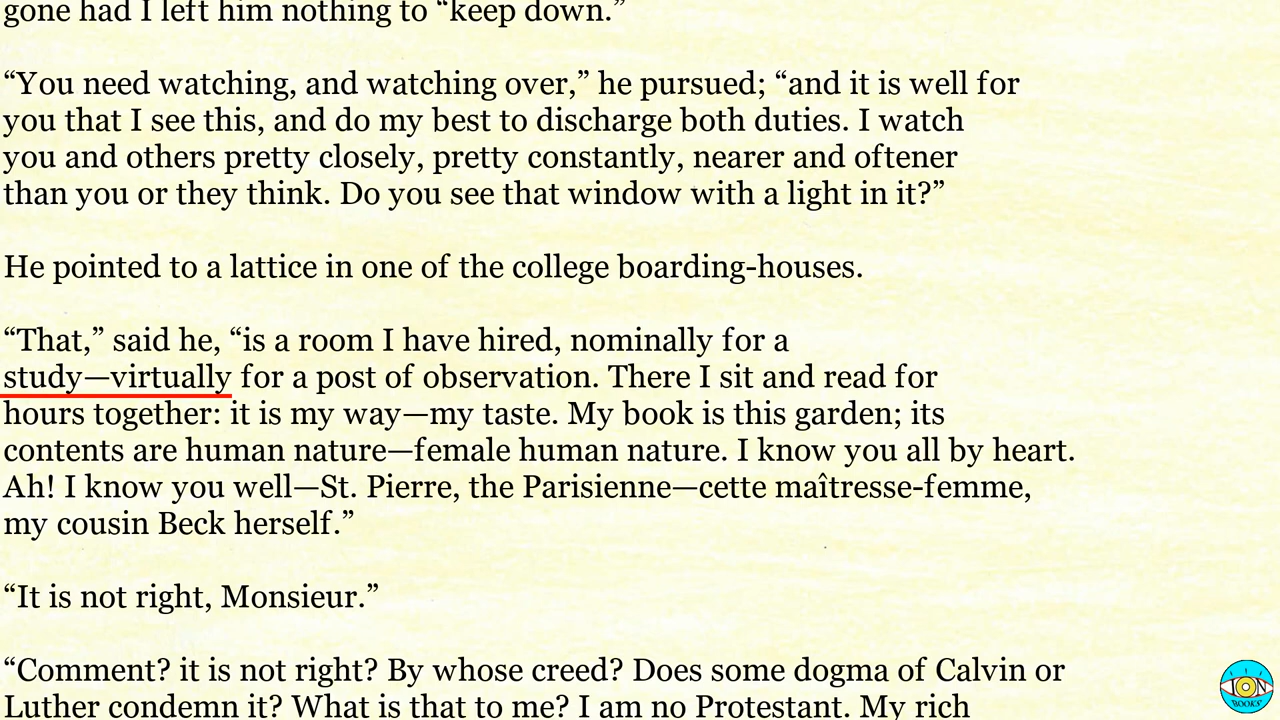 gone had I left him nothing to “keep down.”
“You need watching, and watching over,” he pursued; “and it is well for
you that I see this, and do my best to discharge both duties. I watch
you and others pretty closely, pretty constantly, nearer and oftener
than you or they think. Do you see that window with a light in it?”
He pointed to a lattice in one of the college boarding-houses.
“That,” said he, “is a room I have hired, nominally for a
study—virtually for a post of observation. There I sit and read for
hours together: it is my way—my taste. My book is this garden; its
contents are human nature—female human nature. I know you all by heart.
Ah! I know you well—St. Pierre, the Parisienne—cette maîtresse-femme,
my cousin Beck herself.”
“It is not right, Monsieur.”
“Comment? it is not right? By whose creed? Does some dogma of Calvin or
Luther condemn it? What is that to me? I am no Protestant. My rich
ION
BOOKS